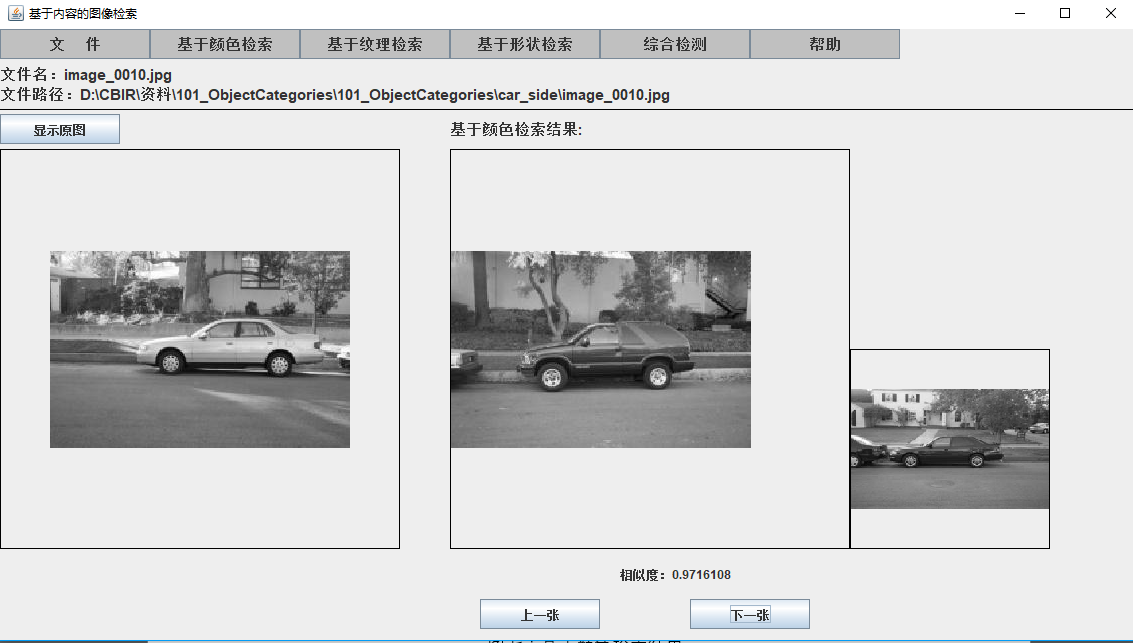 基于内容的图像检索
文 件 基于颜色检索 基于纹理检索 基于形状检索 综合检测 帮助
文件名：image_0010.jpg
文件路径：D:\CBIR\资料\101_ObjectCategories\101_ObjectCategories\car_side\image_0010.jpg
显示原图 基于颜色检索结果:
相似度：0.9716108
上一张 下一张